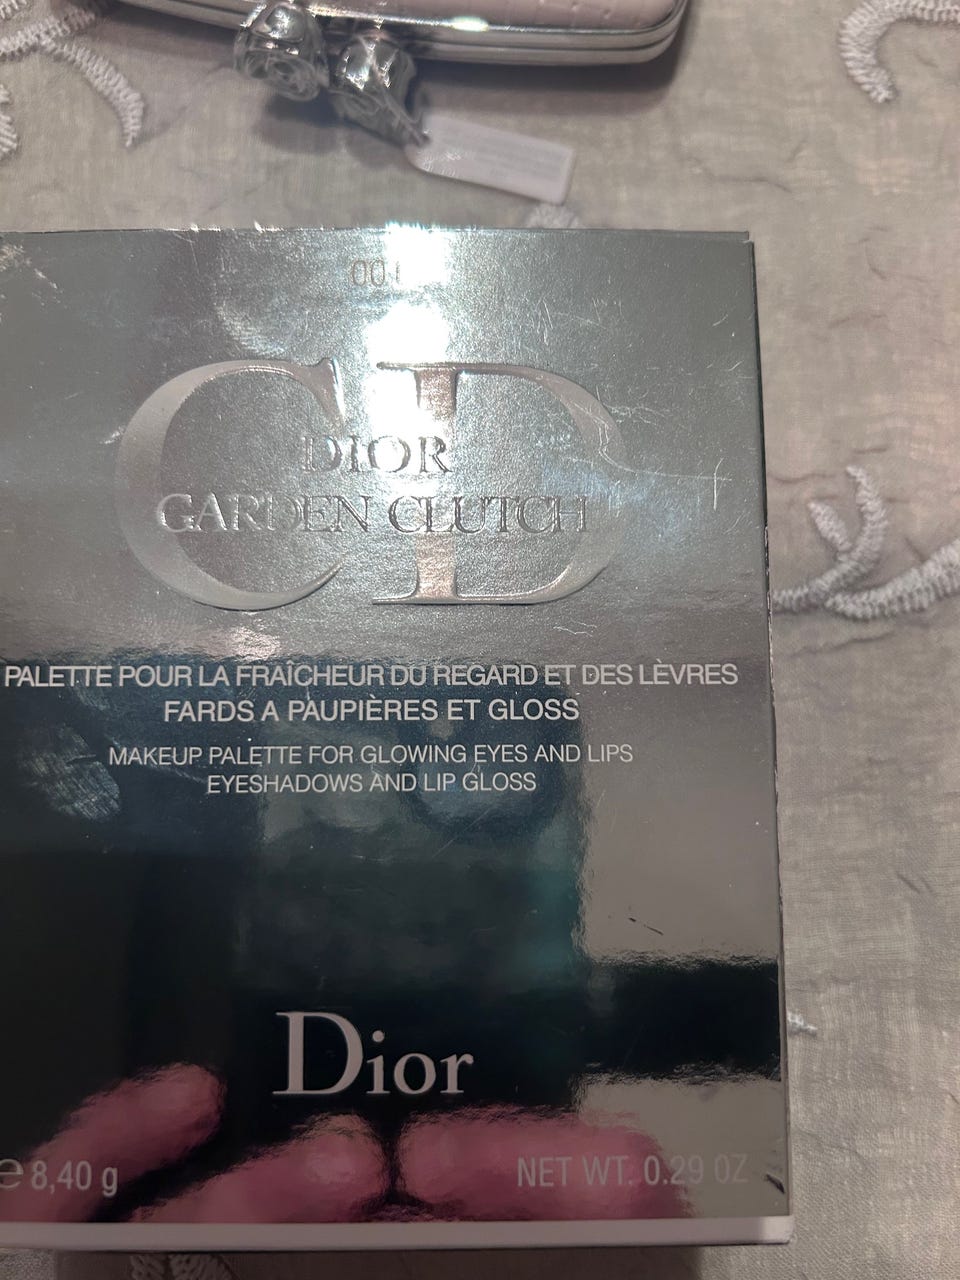 CD
DIOR
GARDEN CLUTCH
PALETTE POUR LA FRAÎCHEUR DU REGARD ET DES LÈVRES
FARDS A PAUPIÈRES ET GLOSS
MAKEUP PALETTE FOR GLOWING EYES AND LIPS
EYESHADOWS AND LIP GLOSS
Dior
e 8,40 g NET WT. 0.29 OZ